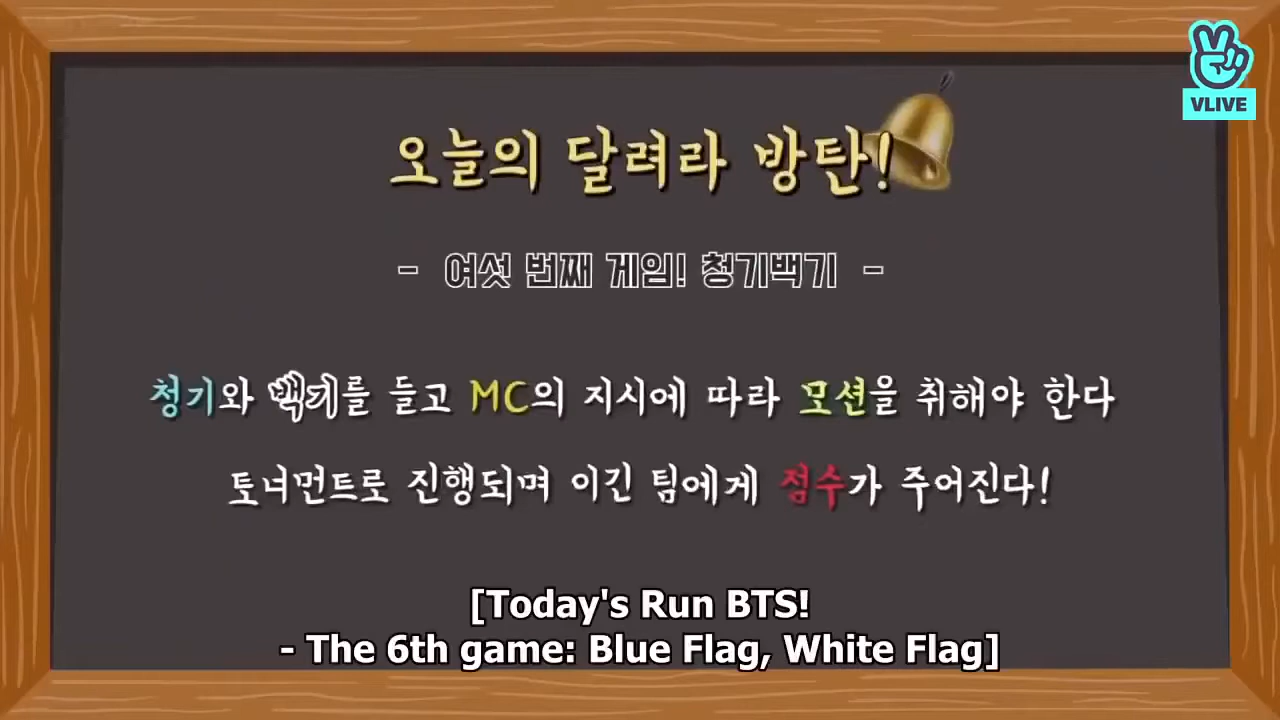 VLIVE
오늘의 달려라 방탄!
- 여섯 번째 게임! 청기백기 -
청기와 백기를 들고 MC의 지시에 따라 모션을 취해야 한다
토너먼트로 진행되며 이긴 팀에게 점수가 주어진다!
[Today's Run BTS!
- The 6th game: Blue Flag, White Flag]